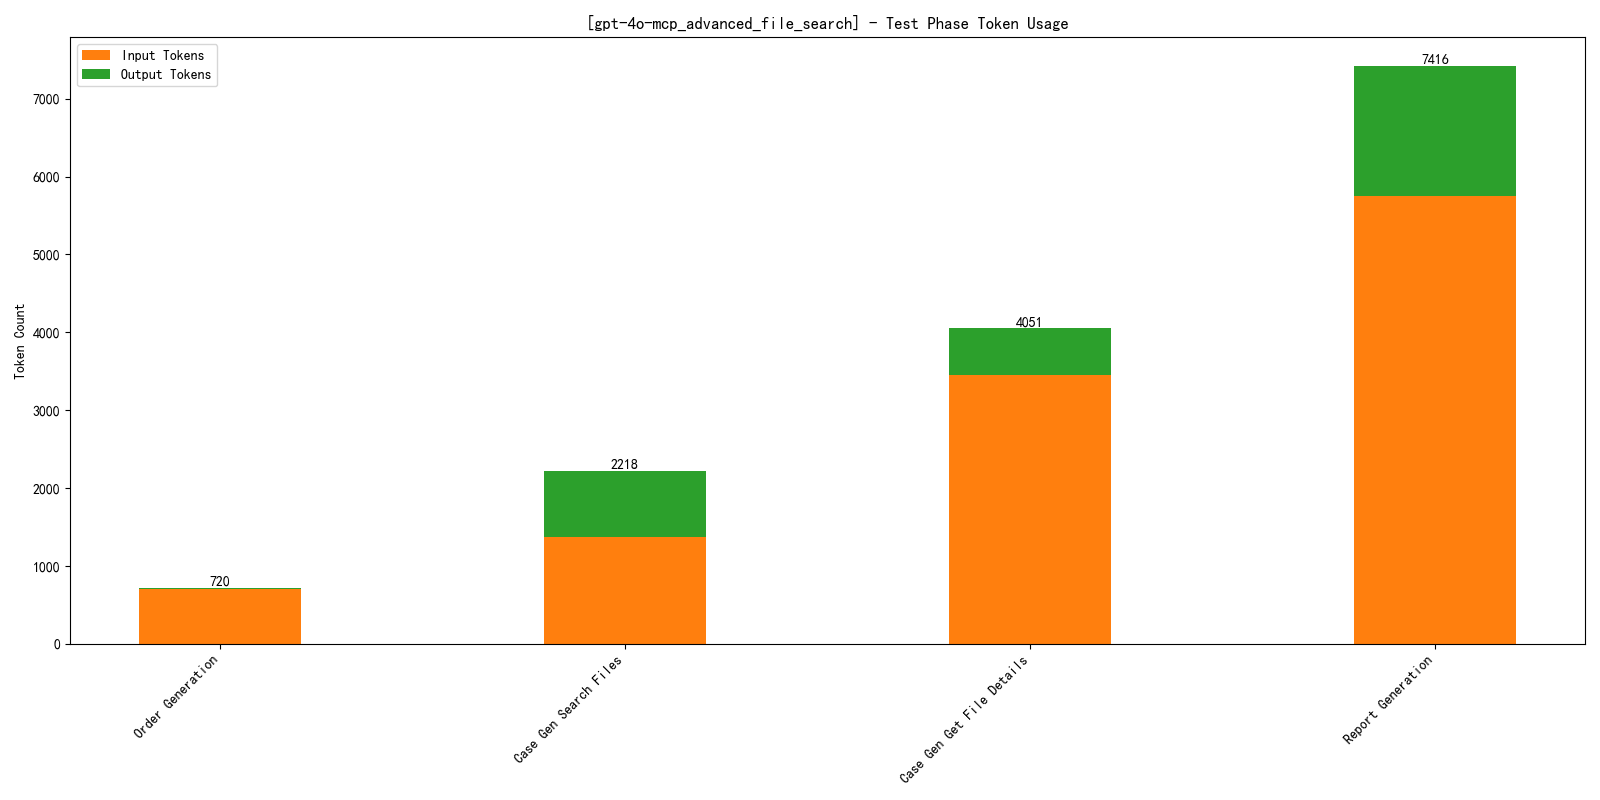 [gpt-4o-mcp_advanced_file_search] - Test Phase Token Usage
Input Tokens
Output Tokens
Token Count
7000
6000
5000
4000
3000
2000
1000
0
720
2218
4051
7416
Order Generation
Case Gen Search Files
Case Gen Get File Details
Report Generation